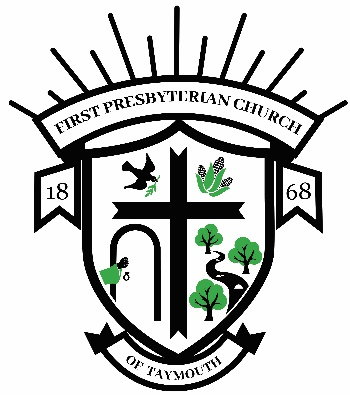 FIRST PRESBYTERIAN CHURCH
18 68
OF TAYMOUTH